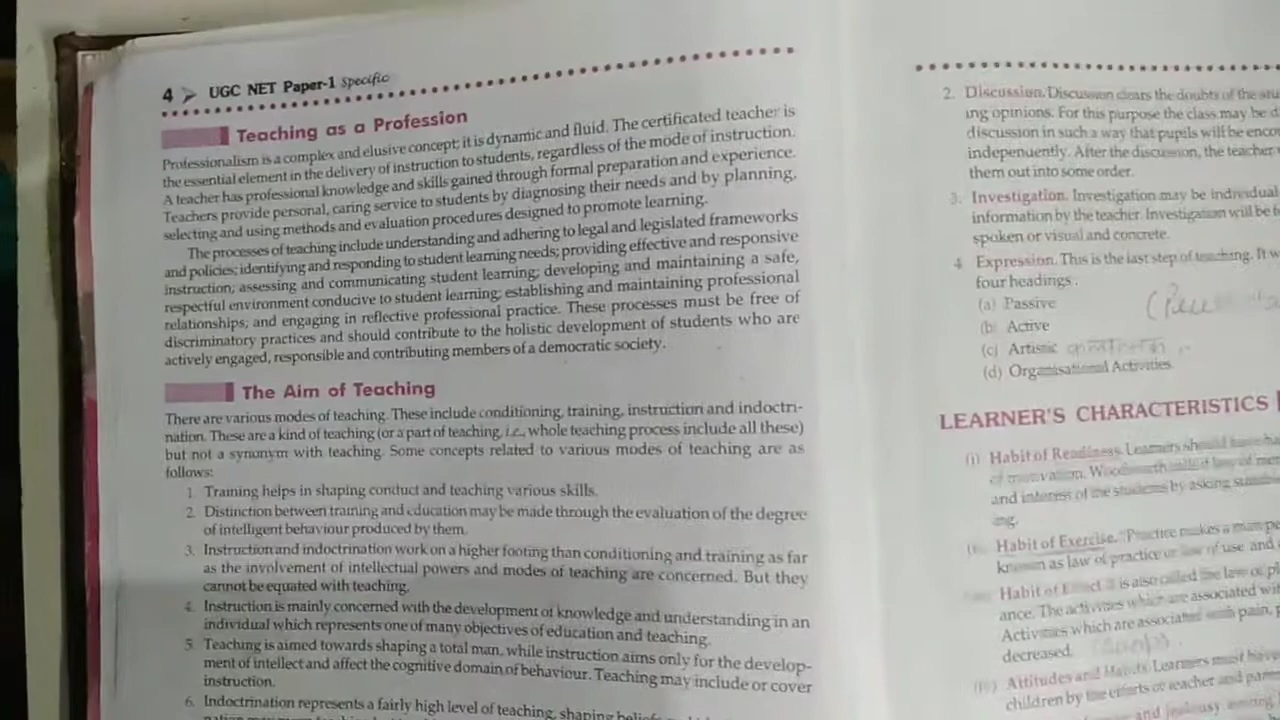 4 ➢ UGC NET Paper-1 Specific
Teaching as a Profession
Professionalism is a complex and elusive concept; it is dynamic and fluid. The certificated teacher is
the essential element in the delivery of instruction to students, regardless of the mode of instruction.
A teacher has professional knowledge and skills gained through formal preparation and experience.
Teachers provide personal, caring service to students by diagnosing their needs and by planning,
selecting and using methods and evaluation procedures designed to promote learning.
The processes of teaching include understanding and adhering to legal and legislated frameworks
and policies; identifying and responding to student learning needs; providing effective and responsive
instruction; assessing and communicating student learning; developing and maintaining a safe,
respectful environment conducive to student learning; establishing and maintaining professional
relationships; and engaging in reflective professional practice. These processes must be free of
discriminatory practices and should contribute to the holistic development of students who are
actively engaged, responsible and contributing members of a democratic society.
The Aim of Teaching
There are various modes of teaching. These include conditioning, training, instruction and indoctri-
nation. These are a kind of teaching (or a part of teaching, i.e., whole teaching process include all these)
but not a synonym with teaching. Some concepts related to various modes of teaching are as
follows:
1. Training helps in shaping conduct and teaching various skills.
2. Distinction between training and education may be made through the evaluation of the degree
of intelligent behaviour produced by them.
3. Instruction and indoctrination work on a higher footing than conditioning and training as far
as the involvement of intellectual powers and modes of teaching are concerned. But they
cannot be equated with teaching.
4. Instruction is mainly concerned with the development of knowledge and understanding in an
individual which represents one of many objectives of education and teaching.
5. Teaching is aimed towards shaping a total man, while instruction aims only for the develop-
ment of intellect and affect the cognitive domain of behaviour. Teaching may include or cover
instruction.
6. Indoctrination represents a fairly high level of teaching, shaping
2. Discussion. Discussion clears the doubts of the
ing opinions. For this purpose the class may be
discussion in such a way that pupils will be
independently. After the discussion, the teacher
them out into some order.
3. Investigation. Investigation may be individual
information by the teacher. Investigation will be
spoken or visual and concrete.
4 Expression. This is the last step of teaching. It
four headings.
(a) Passive
(b) Active
(c) Artistic
(d) Organisational Activities
LEARNER'S CHARACTERISTICS
(i) Habit of Readiness. Learners should
of motivation. Woodworth
and interest of the students by asking
ing.
Habit of Exercise. "Practice makes a man
known as law of practice or law of use and
Habit of Effect. is also called the law of
ance. The activities which are associated
Activities which are associated with pain,
decreased.
Attitudes and Habits. Learners must have
children by the efforts of teacher and
and jealousy among